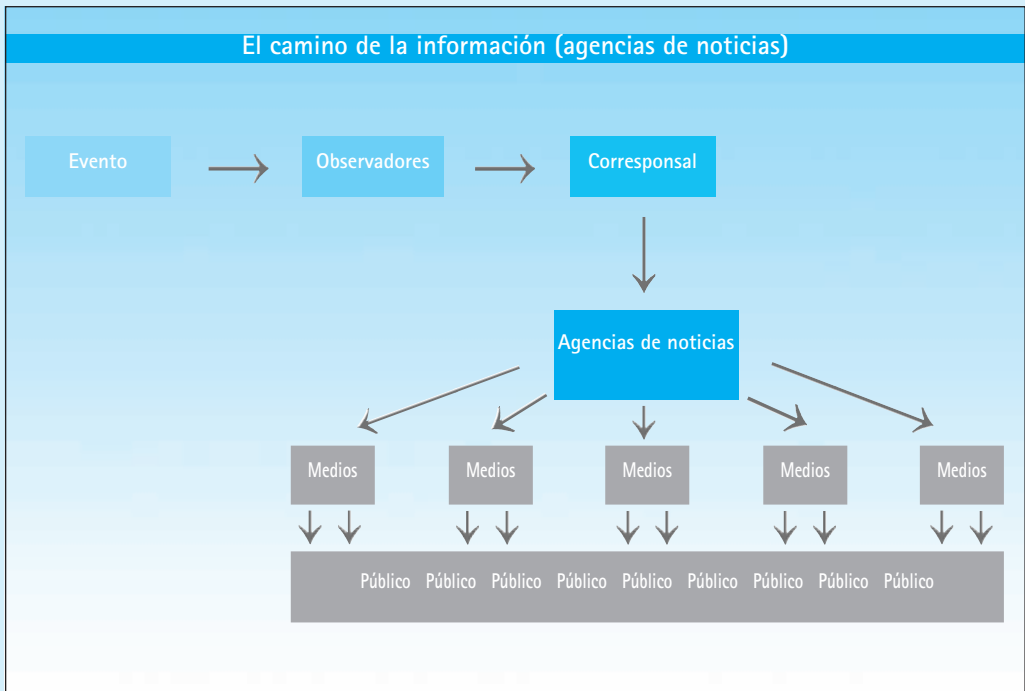 El camino de la información (agencias de noticias)
Evento Observadores Corresponsal
Agencias de noticias
Medios Medios Medios Medios Medios
Público Público Público Público Público Público Público Público Público